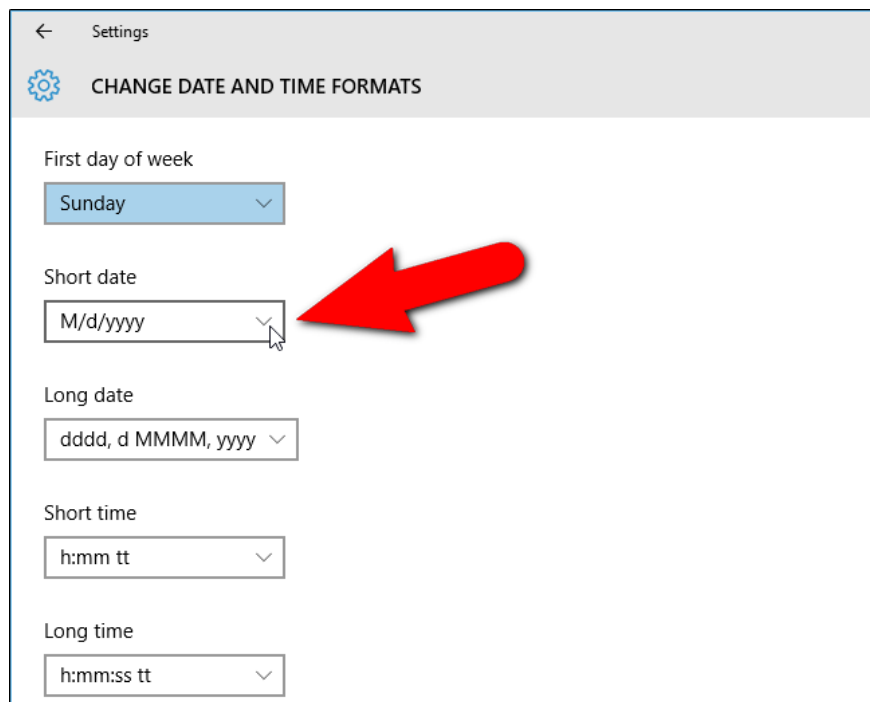 Settings
CHANGE DATE AND TIME FORMATS
First day of week
Sunday
Short date
M/d/yyyy
Long date
dddd, d MMMM, yyyy
Short time
h:mm tt
Long time
h:mm:ss tt